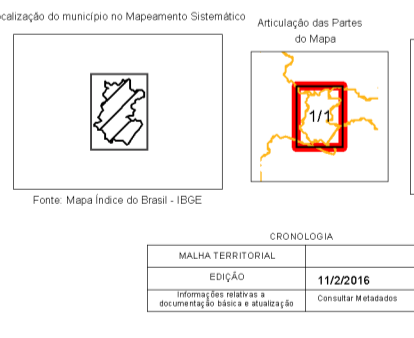 calização do município no Mapeamento Sistemático
Articulação das Partes
do Mapa
1/1
Fonte: Mapa Índice do Brasil - IBGE
CRONOLOGIA
MALHA TERRITORIAL
EDIÇÃO 11/2/2016
Informações relativas a
documentação básica e atualização Consultar Metadados